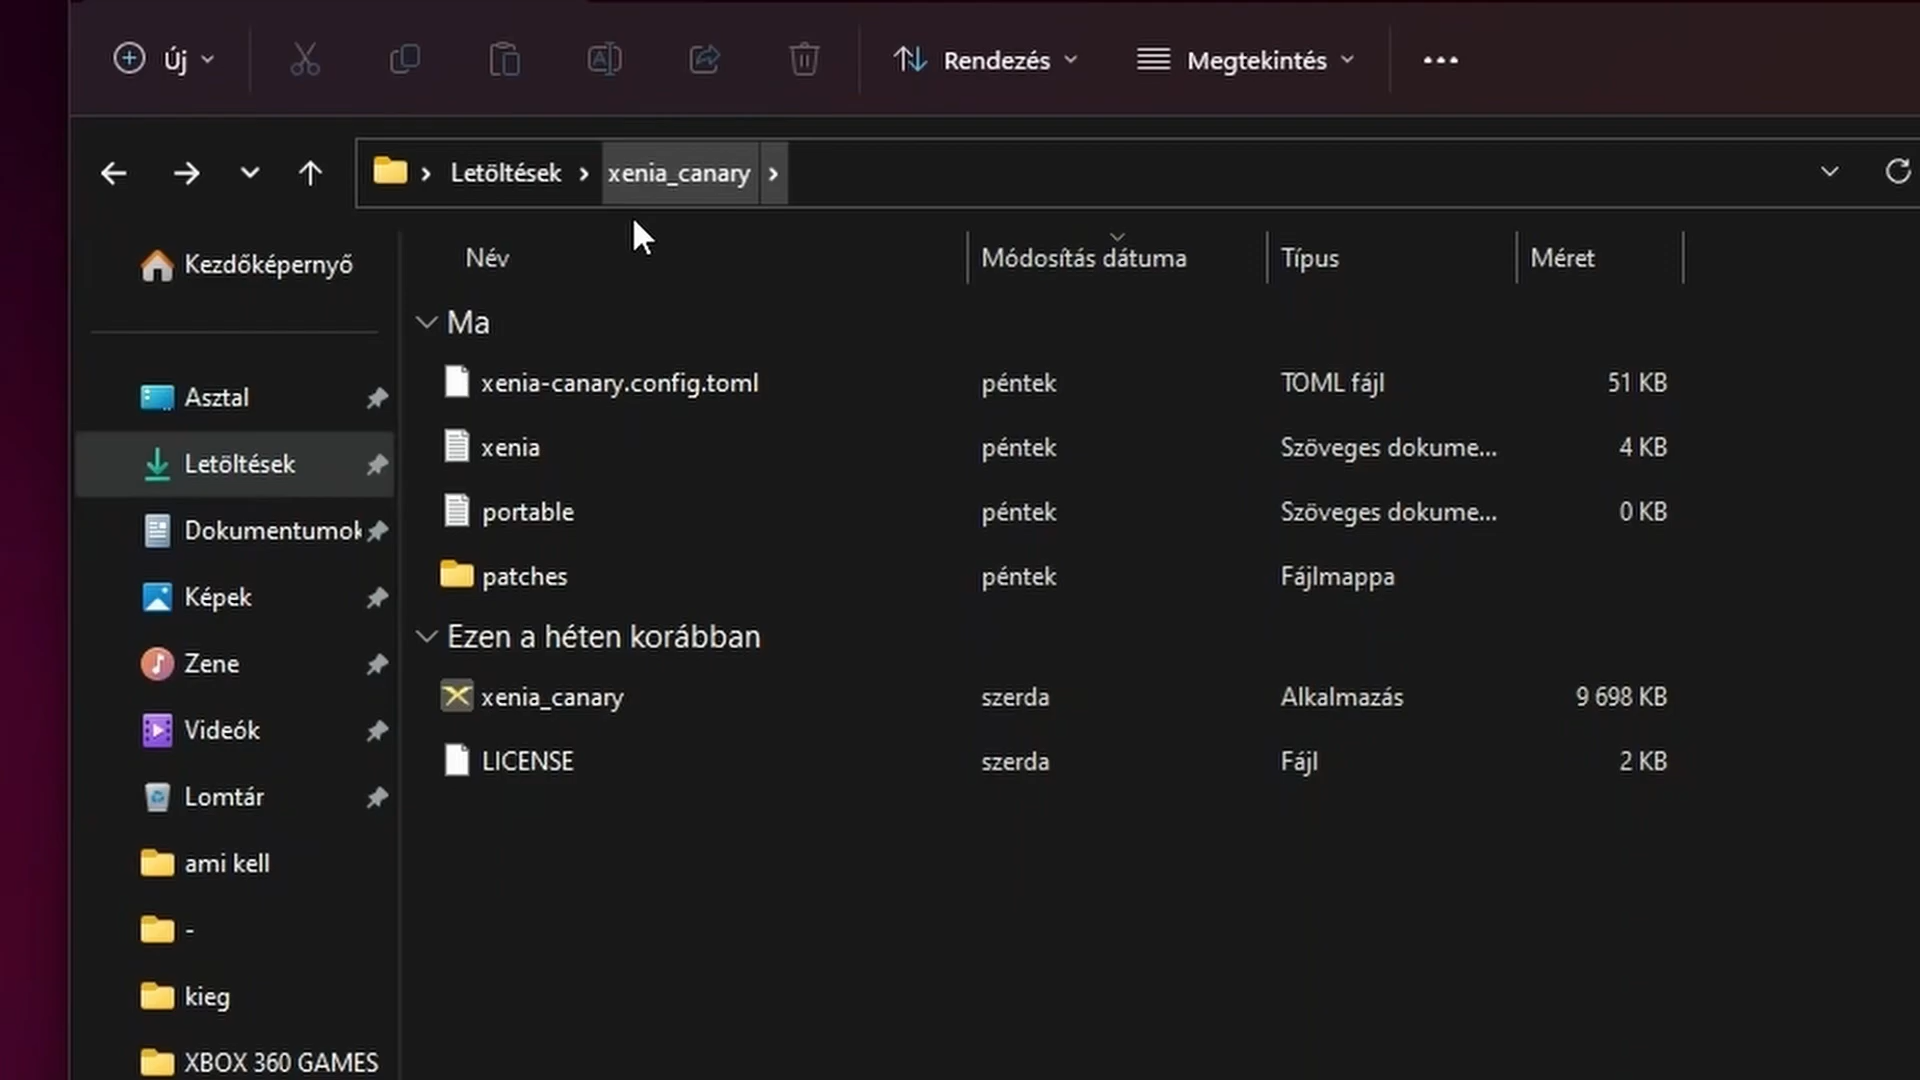 Új
Rendezés
Megtekintés
Letöltések
xenia_canary
Kezdőképernyő
Asztal
Letöltések
Dokumentumok
Képek
Zene
Videók
Lomtár
ami kell
-
kieg
XBOX 360 GAMES
Név Módosítás dátuma Típus Méret
Ma
xenia-canary.config.toml péntek TOML fájl 51 KB
xenia péntek Szöveges dokume... 4 KB
portable péntek Szöveges dokume... 0 KB
patches péntek Fájlmappa
Ezen a héten korábban
xenia_canary szerda Alkalmazás 9 698 KB
LICENSE szerda Fájl 2 KB